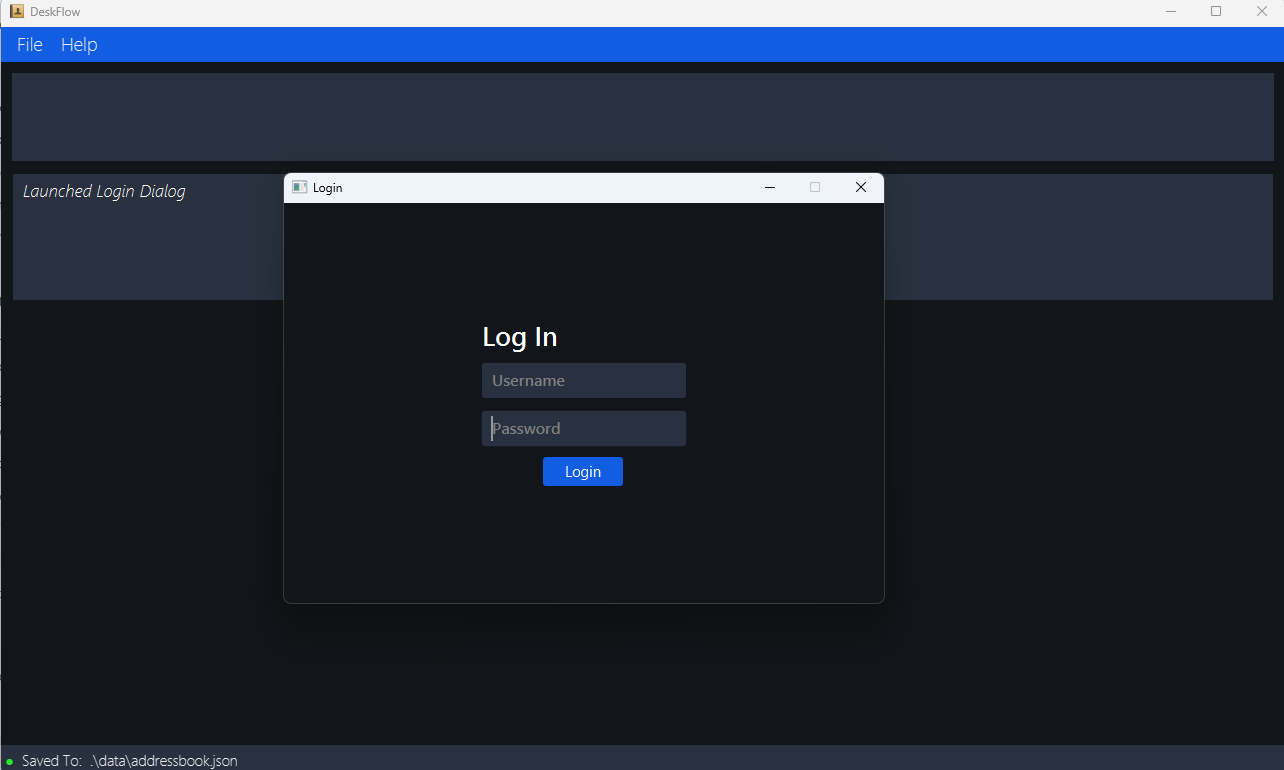 DeskFlow
File Help
Launched Login Dialog
Login
Log In
Username
Password
Login
Saved To: .\data\addressbook.json